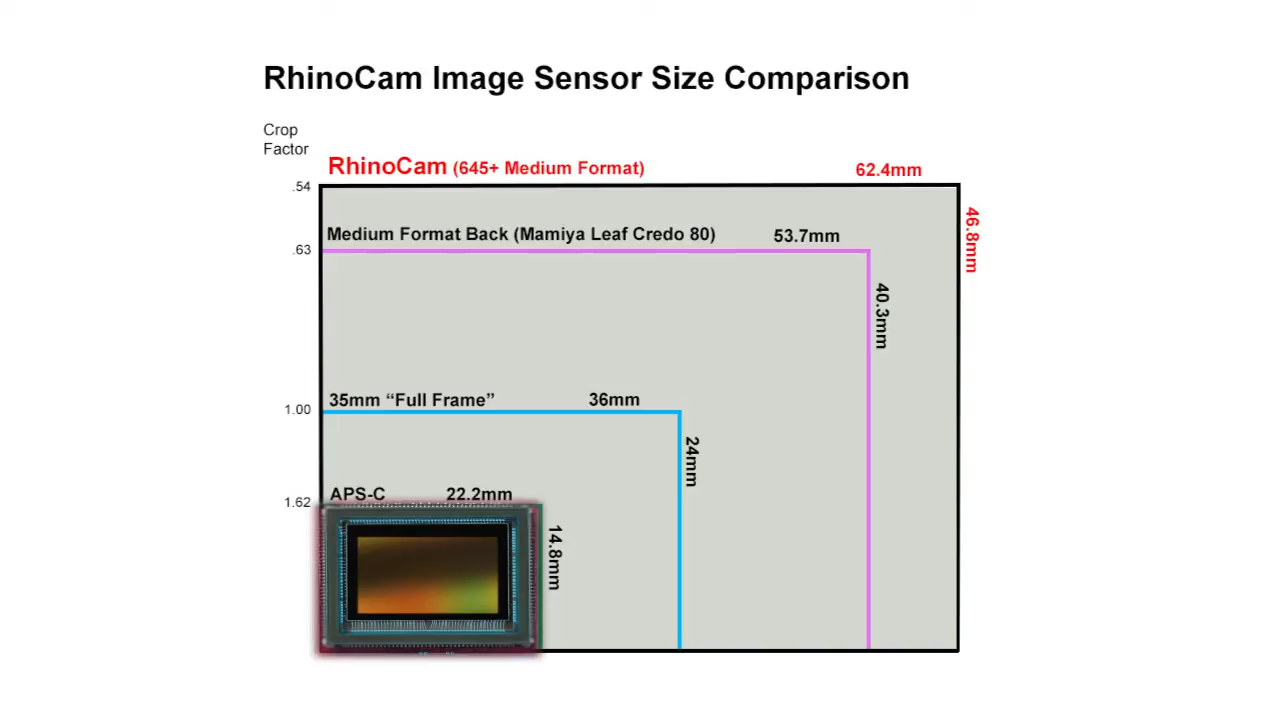 RhinoCam Image Sensor Size Comparison
Crop
Factor
RhinoCam (645+ Medium Format) 62.4mm
.54
46.8mm
Medium Format Back (Mamiya Leaf Credo 80) 53.7mm
.63
40.3mm
35mm “Full Frame” 36mm
1.00
24mm
APS-C 22.2mm
1.62
14.8mm